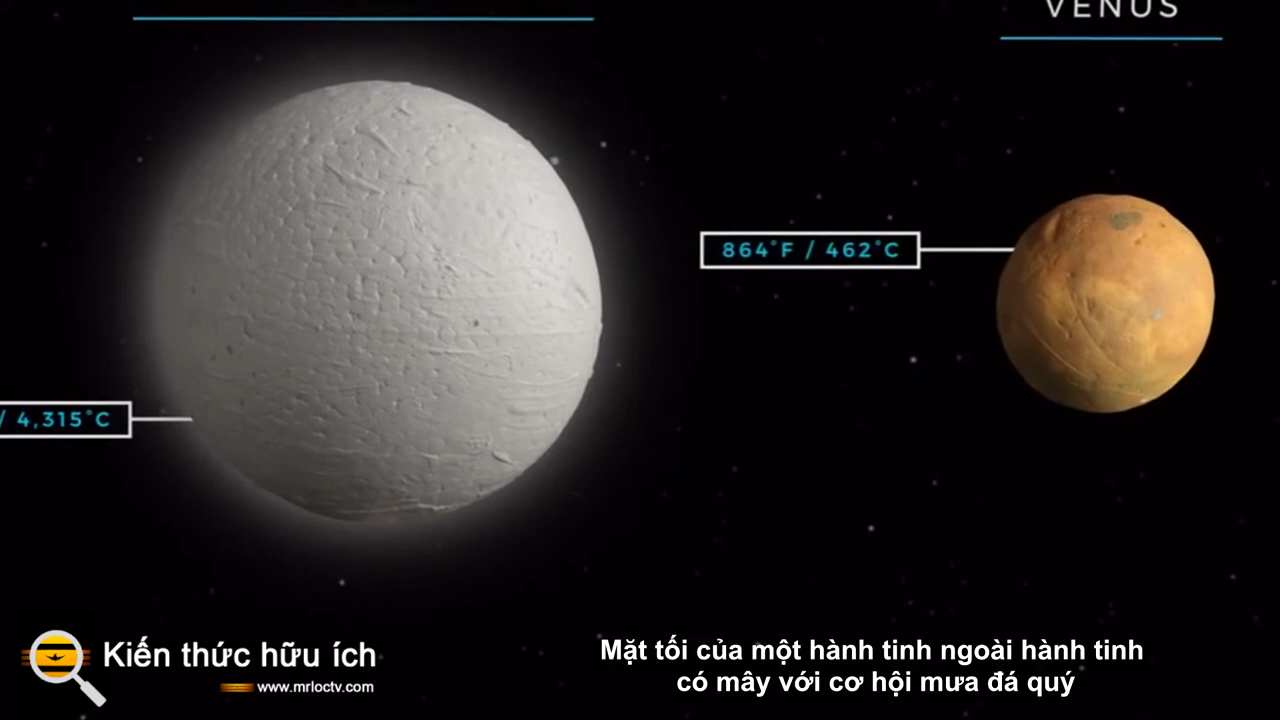 VENUS
864°F / 462°C
/ 4,315°C
Kiến thức hữu ích
www.mrloctv.com
Mặt tối của một hành tinh ngoài hành tinh
có mây với cơ hội mưa đá quý